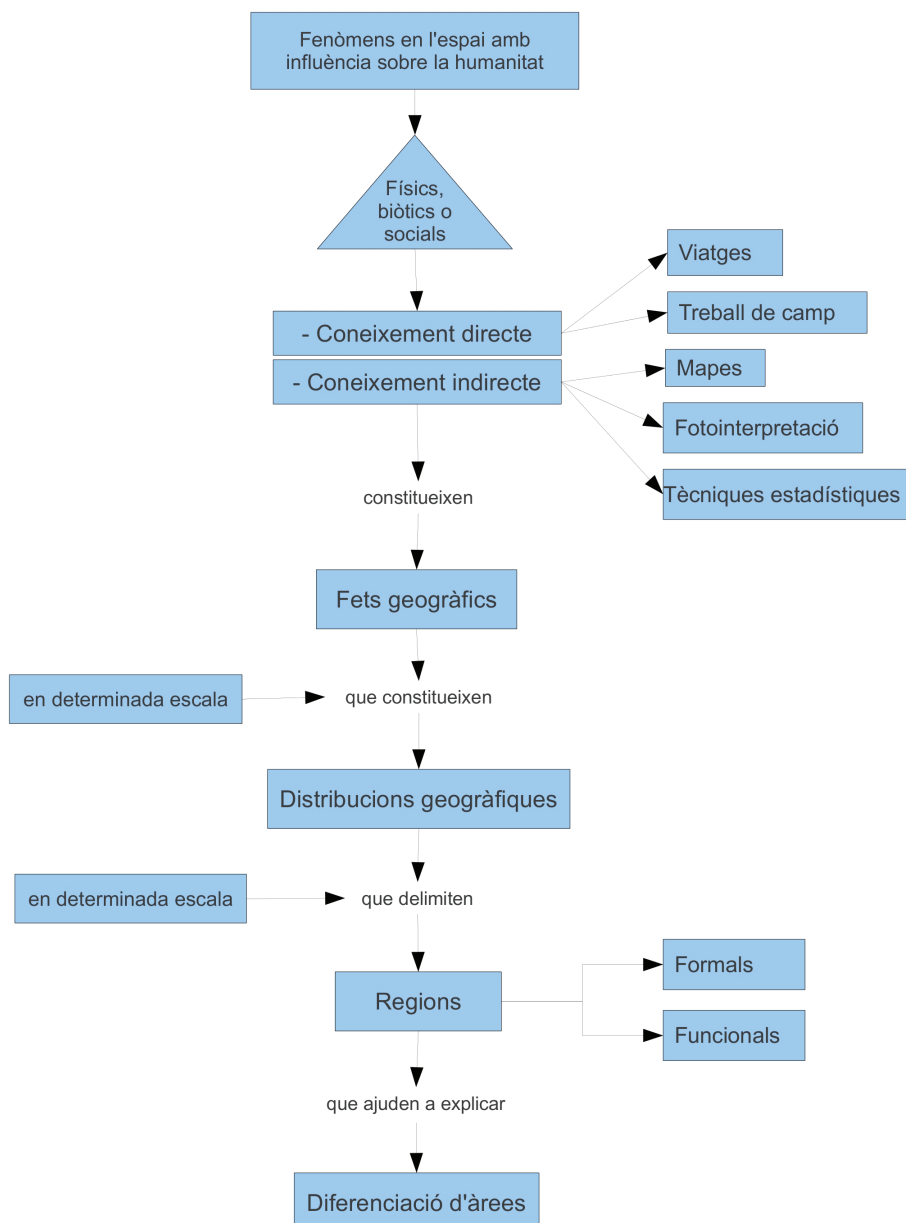 Fenòmens en l'espai amb
influència sobre la humanitat
Físics,
biòtics o
socials
Viatges
Treball de camp
- Coneixement directe
Mapes
- Coneixement indirecte
Fotointerpretació
Tècniques estadístiques
constitueixen
Fets geogràfics
en determinada escala
que constitueixen
Distribucions geogràfiques
en determinada escala
que delimiten
Formals
Regions
Funcionals
que ajuden a explicar
Diferenciació d'àrees